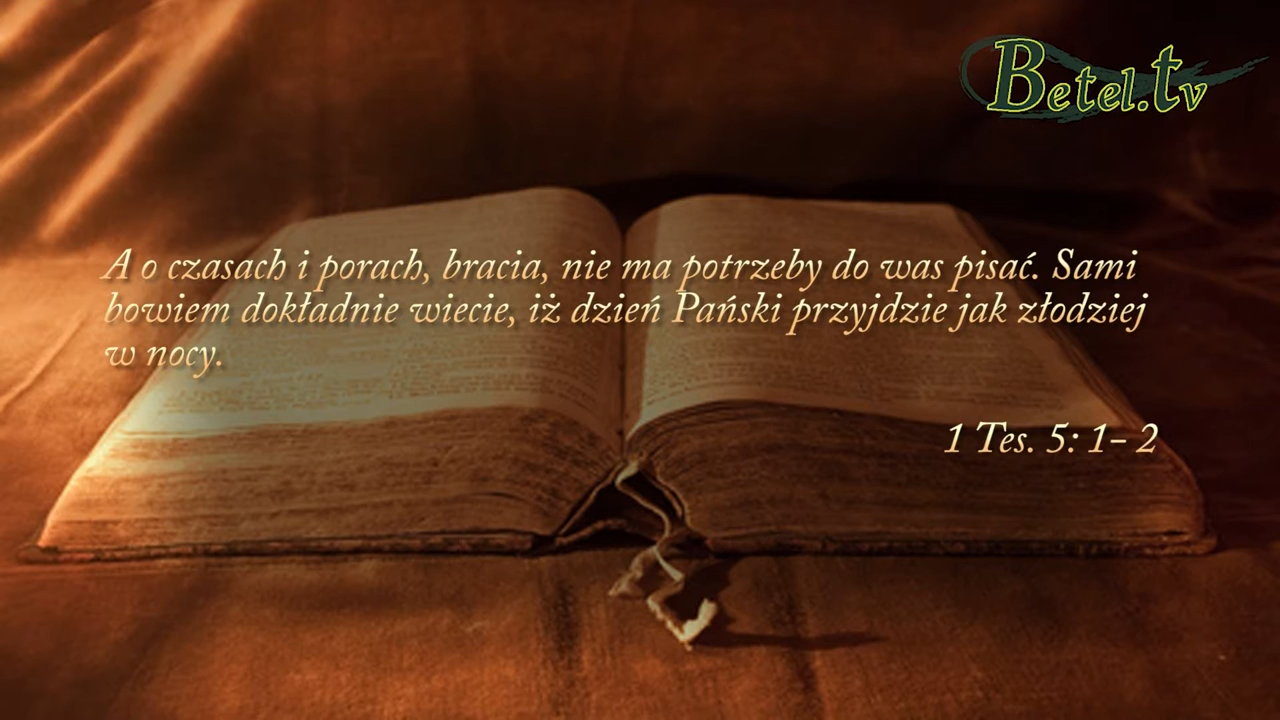 Betel.tv
A o czasach i porach, bracia, nie ma potrzeby do was pisać. Sami
bowiem dokładnie wiecie, iż dzień Pański przyjdzie jak złodziej
w nocy.
1 Tes. 5: 1- 2